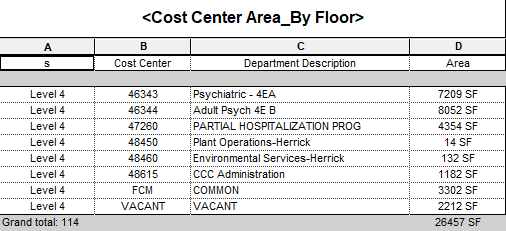 <Cost Center Area_By Floor>
A B C D
s Cost Center Department Description Area
Level 4 46343 Psychiatric - 4EA 7209 SF
Level 4 46344 Adult Psych 4E B 8052 SF
Level 4 47260 PARTIAL HOSPITALIZATION PROG 4354 SF
Level 4 48450 Plant Operations-Herrick 14 SF
Level 4 48460 Environmental Services-Herrick 132 SF
Level 4 48615 CCC Administration 1182 SF
Level 4 FCM COMMON 3302 SF
Level 4 VACANT VACANT 2212 SF
Grand total: 114 26457 SF